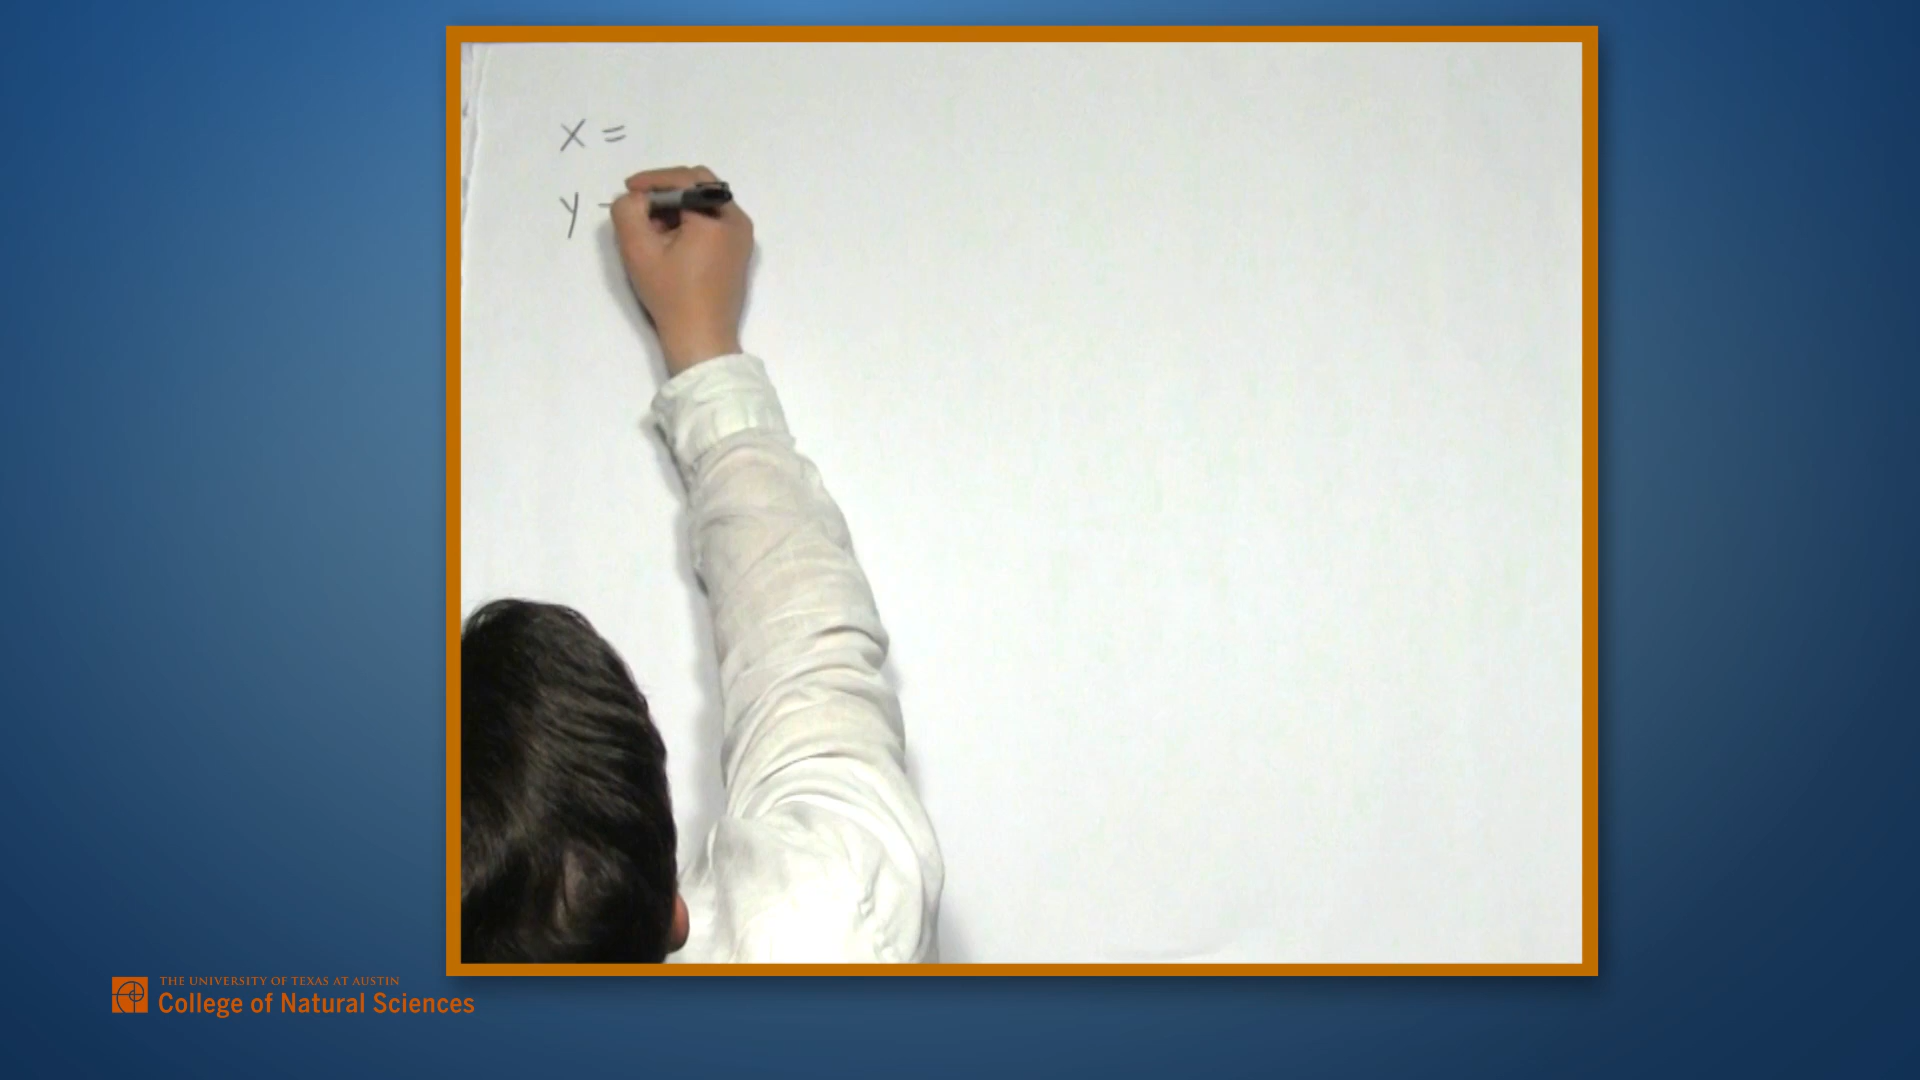 x =
y
THE UNIVERSITY OF TEXAS AT AUSTIN
College of Natural Sciences